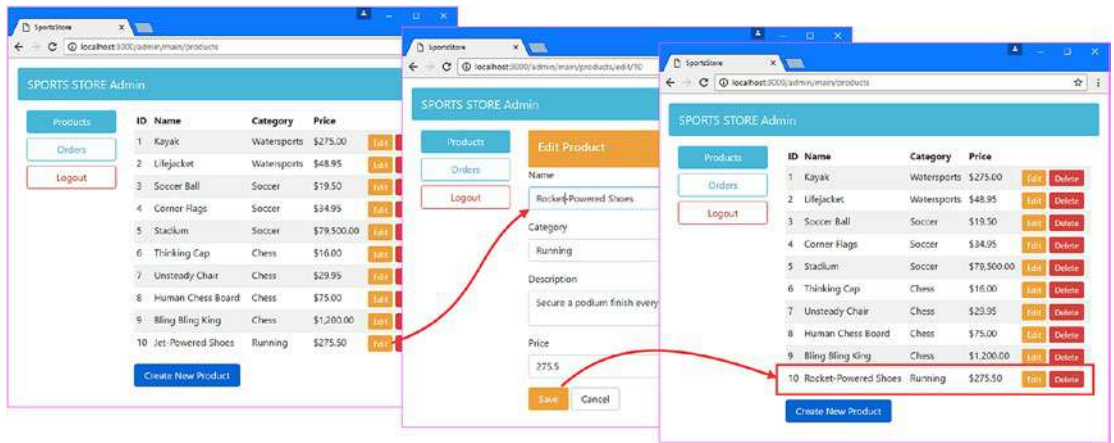 SportsStore
localhost:3000/admin/main/products
SPORTS STORE Admin
Products
Orders
Logout
ID Name Category Price
1 Kayak Watersports $275.00 Edit
2 Lifejacket Watersports $48.95 Edit
3 Soccer Ball Soccer $19.50 Edit
4 Corner Flags Soccer $34.95 Edit
5 Stadium Soccer $79,500.00 Edit
6 Thinking Cap Chess $16.00 Edit
7 Unsteady Chair Chess $29.95 Edit
8 Human Chess Board Chess $75.00 Edit
9 Bling Bling King Chess $1,200.00 Edit
10 Jet-Powered Shoes Running $275.50 Edit
Create New Product
SportsStore
localhost:3000/admin/main/products/edit/10
SPORTS STORE Admin
Products
Orders
Logout
Edit Product
Name
Rocket-Powered Shoes
Category
Running
Description
Secure a podium finish every
Price
275.5
Save Cancel
SportsStore
localhost:3000/admin/main/products
SPORTS STORE Admin
Products
Orders
Logout
ID Name Category Price
1 Kayak Watersports $275.00 Edit Delete
2 Lifejacket Watersports $48.95 Edit Delete
3 Soccer Ball Soccer $19.50 Edit Delete
4 Corner Flags Soccer $34.95 Edit Delete
5 Stadium Soccer $79,500.00 Edit Delete
6 Thinking Cap Chess $16.00 Edit Delete
7 Unsteady Chair Chess $29.95 Edit Delete
8 Human Chess Board Chess $75.00 Edit Delete
9 Bling Bling King Chess $1,200.00 Edit Delete
10 Rocket-Powered Shoes Running $275.50 Edit Delete
Create New Product